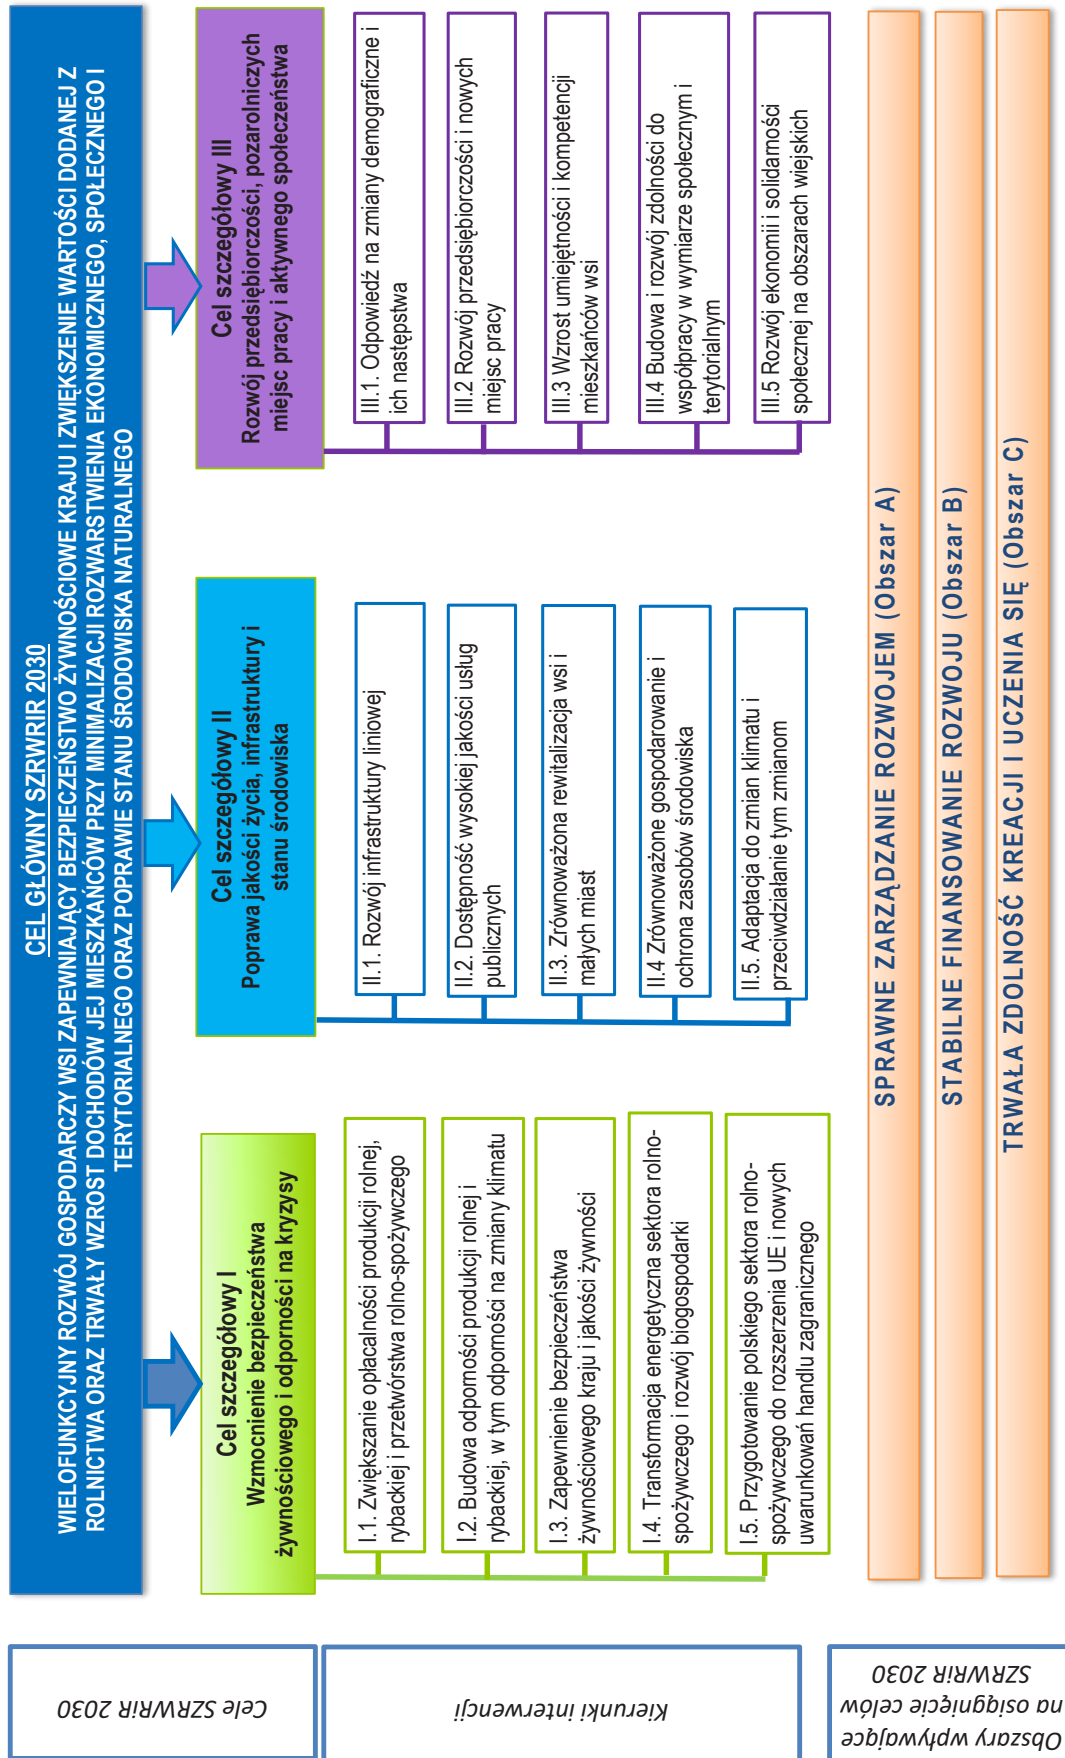 CEL GŁÓWNY SZRWRIR 2030
WIELOFUNKCYJNY ROZWÓJ GOSPODARCZY WSI ZAPEWNIAJĄCY BEZPIECZEŃSTWO ŻYWNOŚCIOWE KRAJU I ZWIĘKSZENIE WARTOŚCI DODANEJ Z
ROLNICTWA ORAZ TRWAŁY WZROST DOCHODÓW JEJ MIESZKAŃCÓW PRZY MINIMALIZACJI ROZWARSTWIENIA EKONOMICZNEGO, SPOŁECZNEGO I
TERYTORIALNEGO ORAZ POPRAWIE STANU ŚRODOWISKA NATURALNEGO
Cele SZRWRiR 2030
Cel szczegółowy I
Wzmocnienie bezpieczeństwa
żywnościowego i odporności na kryzysy
Cel szczegółowy II
Poprawa jakości życia, infrastruktury i
stanu środowiska
Cel szczegółowy III
Rozwój przedsiębiorczości, pozarolniczych
miejsc pracy i aktywnego społeczeństwa
Kierunki interwencji
I.1. Zwiększanie opłacalności produkcji rolnej,
rybackiej i przetwórstwa rolno-spożywczego
I.2. Budowa odporności produkcji rolnej i
rybackiej, w tym odporności na zmiany klimatu
I.3. Zapewnienie bezpieczeństwa
żywnościowego kraju i jakości żywności
I.4. Transformacja energetyczna sektora rolno-
spożywczego i rozwój biogospodarki
I.5. Przygotowanie polskiego sektora rolno-
spożywczego do rozszerzenia UE i nowych
uwarunkowań handlu zagranicznego
II.1. Rozwój infrastruktury liniowej
II.2. Dostępność wysokiej jakości usług
publicznych
II.3. Zrównoważona rewitalizacja wsi i
małych miast
II.4 Zrównoważone gospodarowanie i
ochrona zasobów środowiska
II.5. Adaptacja do zmian klimatu i
przeciwdziałanie tym zmianom
III.1. Odpowiedź na zmiany demograficzne i
ich następstwa
III.2 Rozwój przedsiębiorczości i nowych
miejsc pracy
III.3 Wzrost umiejętności i kompetencji
mieszkańców wsi
III.4 Budowa i rozwój zdolności do
współpracy w wymiarze społecznym i
terytorialnym
III.5 Rozwój ekonomii i solidarności
społecznej na obszarach wiejskich
Obszary wpływające
na osiągnięcie celów
SZRWRiR 2030
SPRAWNE ZARZĄDZANIE ROZWOJEM (Obszar A)
STABILNE FINANSOWANIE ROZWOJU (Obszar B)
TRWAŁA ZDOLNOŚĆ KREACJI I UCZENIA SIĘ (Obszar C)